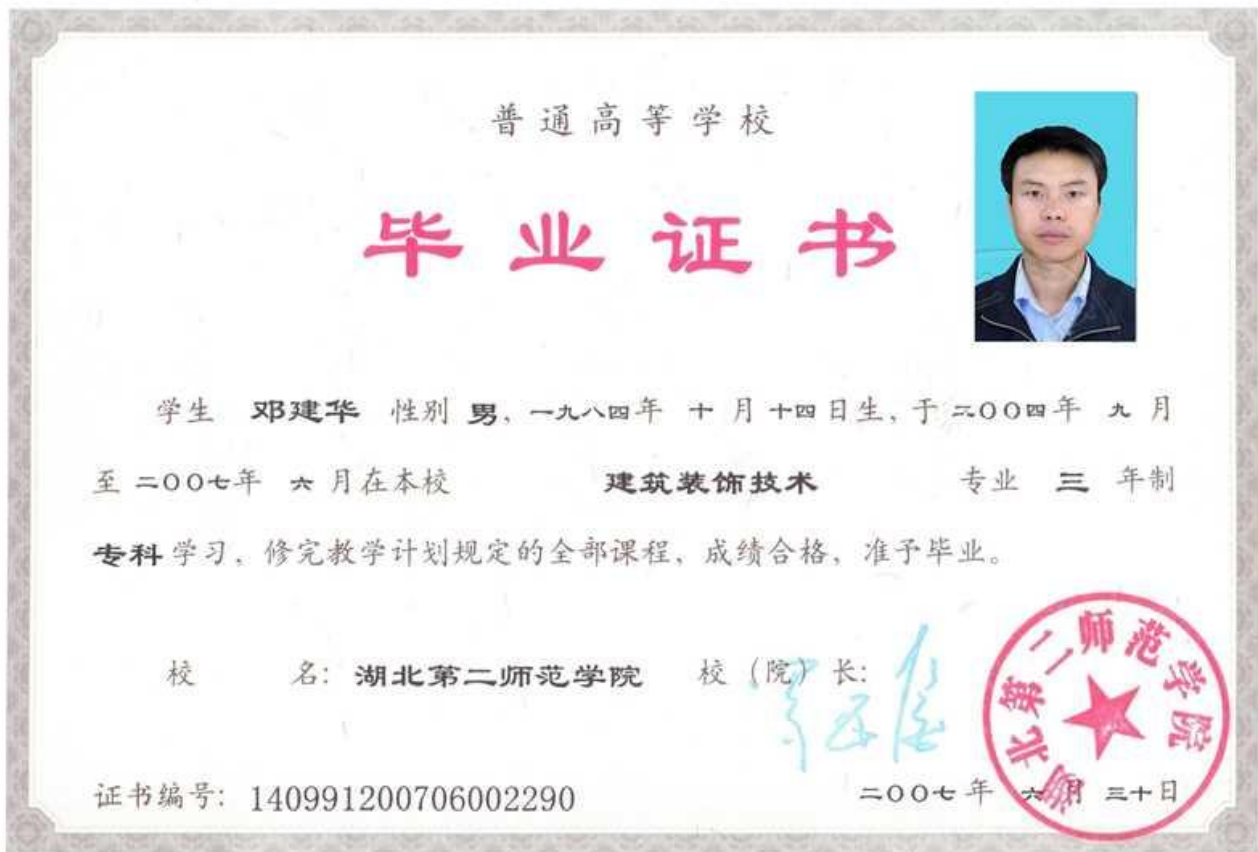 普通高等学校
毕业证书
学生 邓建华 性别 男，一九八四年 十月十四日生，于二〇〇四年 九月
至二〇〇七年 六月在本校 建筑装饰技术 专业 三 年制
专科学习，修完教学计划规定的全部课程，成绩合格，准予毕业。
校 名：湖北第二师范学院 校（院）长：
湖北第二师范学院
证书编号：140991200706002290 二〇〇七年 六月 三十日